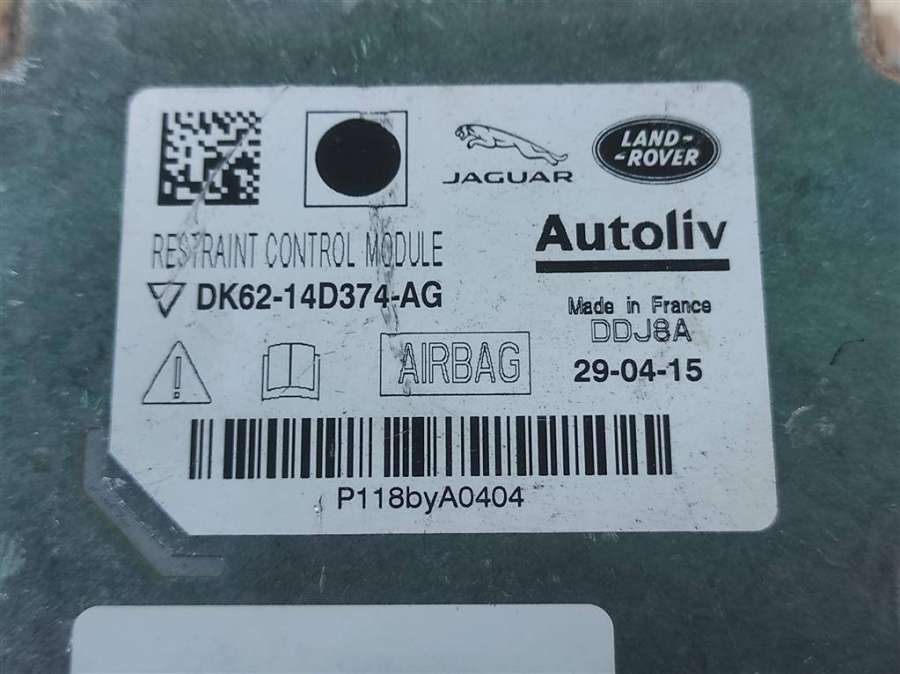 JAGUAR
LAND-
-ROVER
Autoliv
RESTRAINT CONTROL MODULE
DK62-14D374-AG
Made in France
DDJ8A
AIRBAG
29-04-15
P118byA0404